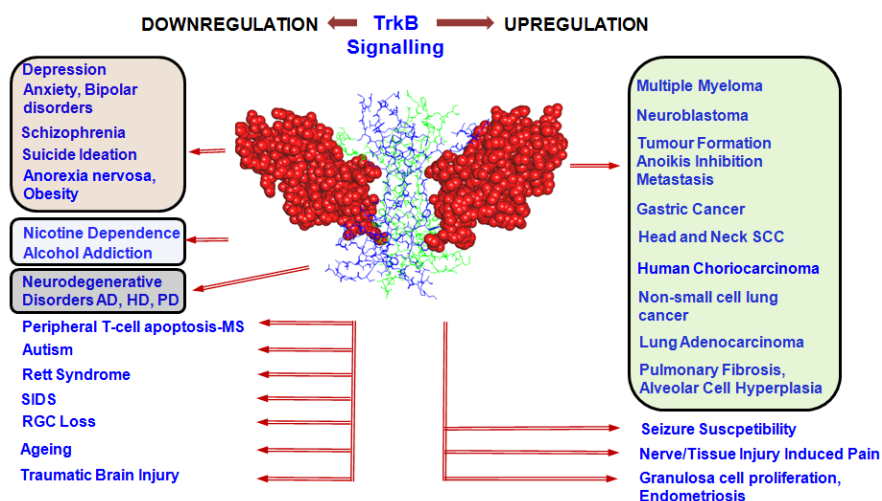 DOWNREGULATION
TrkB
Signalling
UPREGULATION
Depression
Anxiety, Bipolar
disorders
Schizophrenia
Suicide Ideation
Anorexia nervosa,
Obesity
Nicotine Dependence
Alcohol Addiction
Neurodegenerative
Disorders AD, HD, PD
Peripheral T-cell apoptosis-MS
Autism
Rett Syndrome
SIDS
RGC Loss
Ageing
Traumatic Brain Injury
Multiple Myeloma
Neuroblastoma
Tumour Formation
Anoikis Inhibition
Metastasis
Gastric Cancer
Head and Neck SCC
Human Choriocarcinoma
Non-small cell lung
cancer
Lung Adenocarcinoma
Pulmonary Fibrosis,
Alveolar Cell Hyperplasia
Seizure Suscpetibility
Nerve/Tissue Injury Induced Pain
Granulosa cell proliferation,
Endometriosis